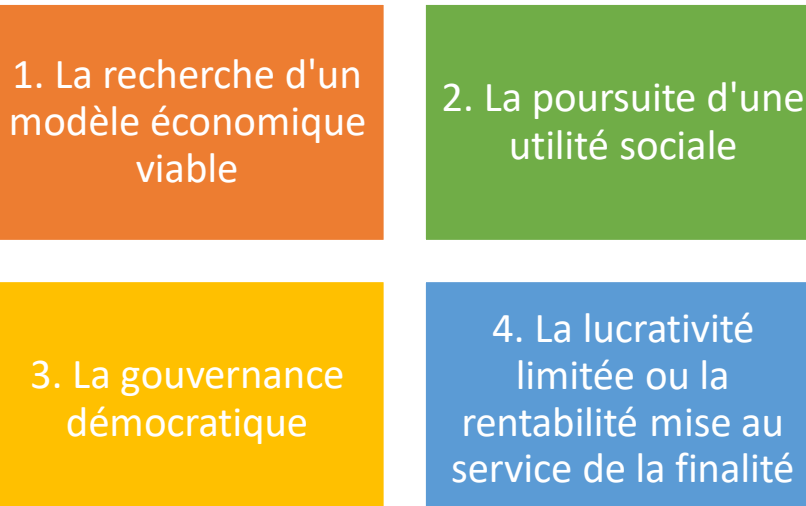 1. La recherche d'un
modèle économique
viable
2. La poursuite d'une
utilité sociale
3. La gouvernance
démocratique
4. La lucrativité
limitée ou la
rentabilité mise au
service de la finalité